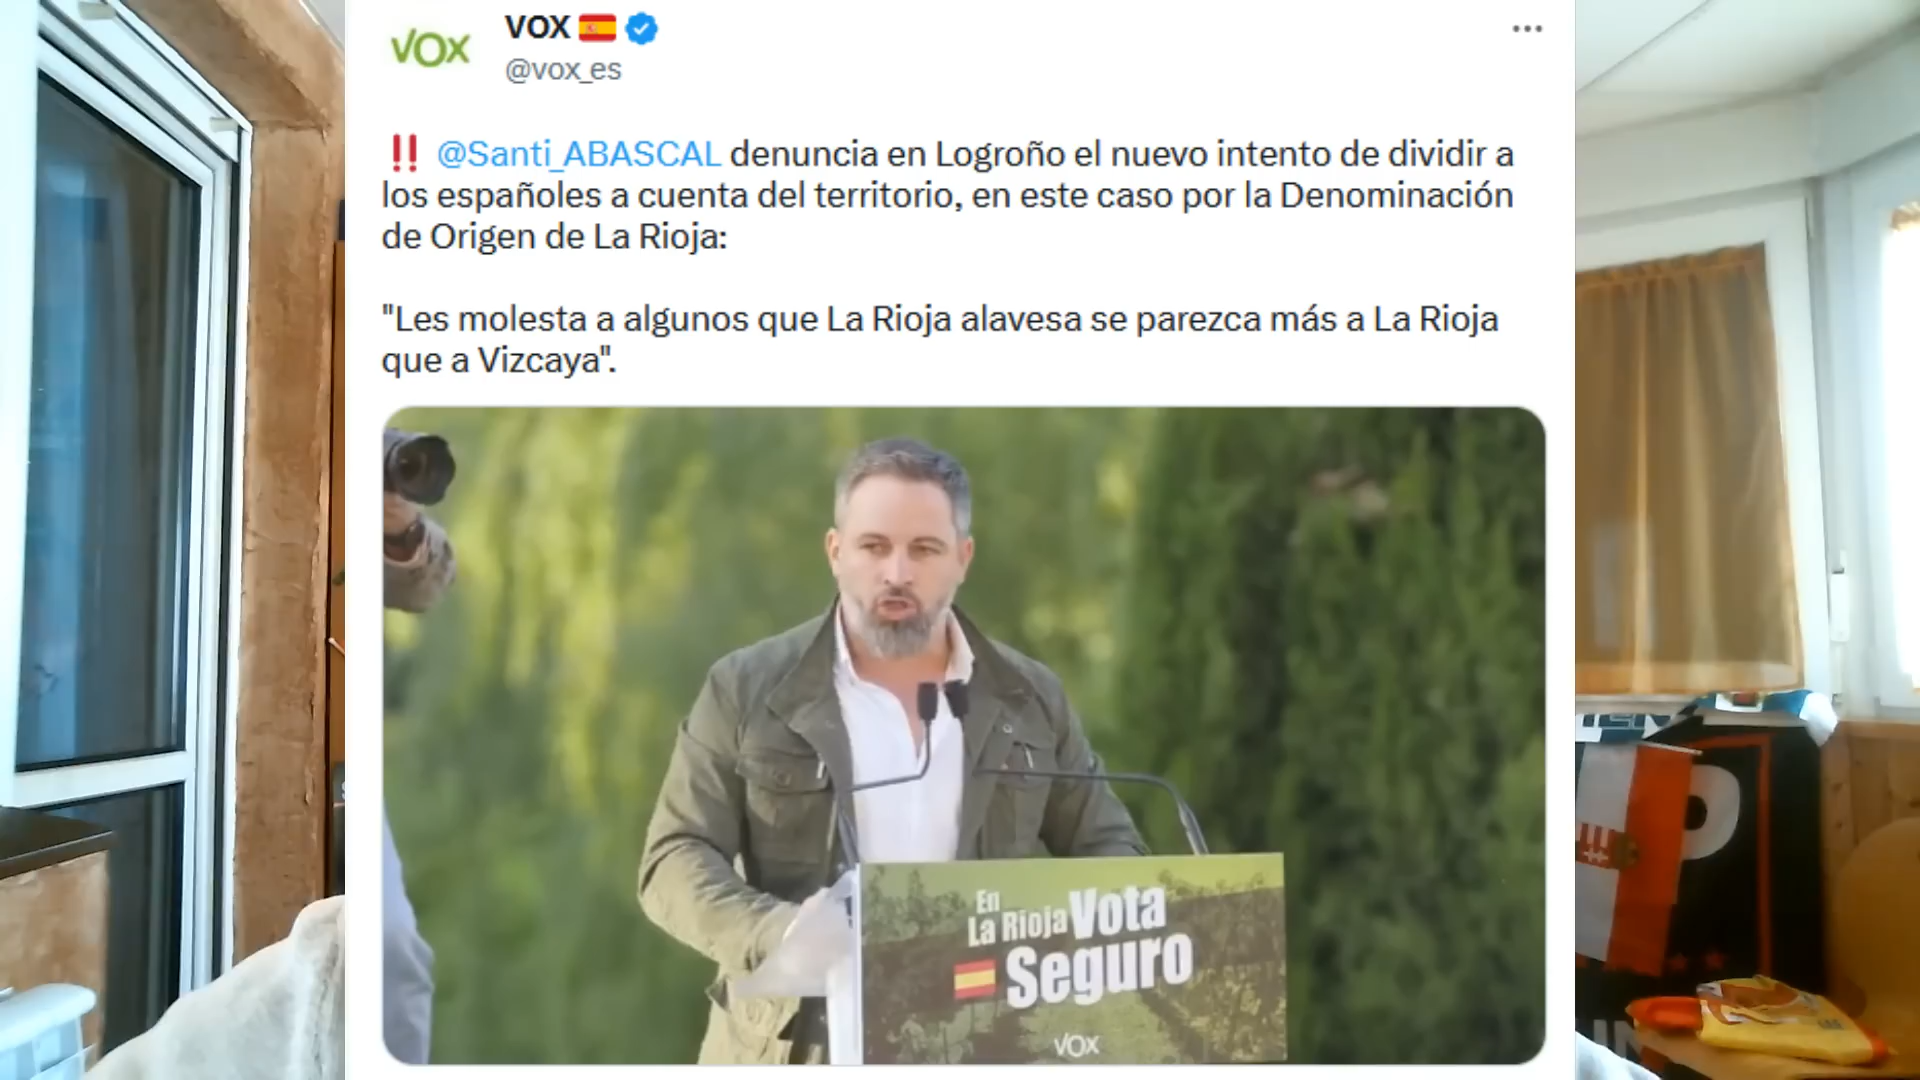 VOX
VOX
@vox_es
‼️ @Santi_ABASCAL denuncia en Logroño el nuevo intento de dividir a
los españoles a cuenta del territorio, en este caso por la Denominación
de Origen de La Rioja:
"Les molesta a algunos que La Rioja alavesa se parezca más a La Rioja
que a Vizcaya".
En
La Rioja Vota
Seguro
VOX